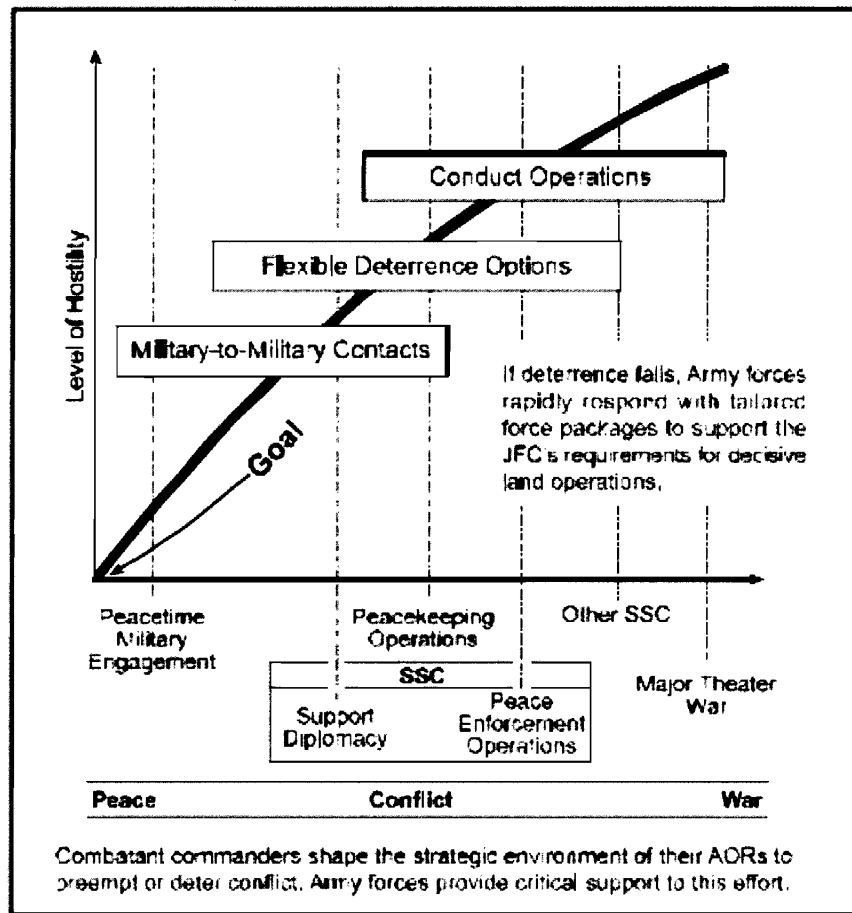 Conduct Operations
Flexible Deterrence Options
Military-to-Military Contacts
Level of Hostility
If deterrence fails, Army forces
rapidly respond with tailored
force packages to support the
JFC's requirements for decisive
land operations.
Goal
Peacetime
Military
Engagement
Peacekeeping
Operations
Other SSC
SSC
Support
Diplomacy
Peace
Enforcement
Operations
Major Theater
War
Peace Conflict War
Combatant commanders shape the strategic environment of their AORs to
preempt or deter conflict. Army forces provide critical support to this effort.